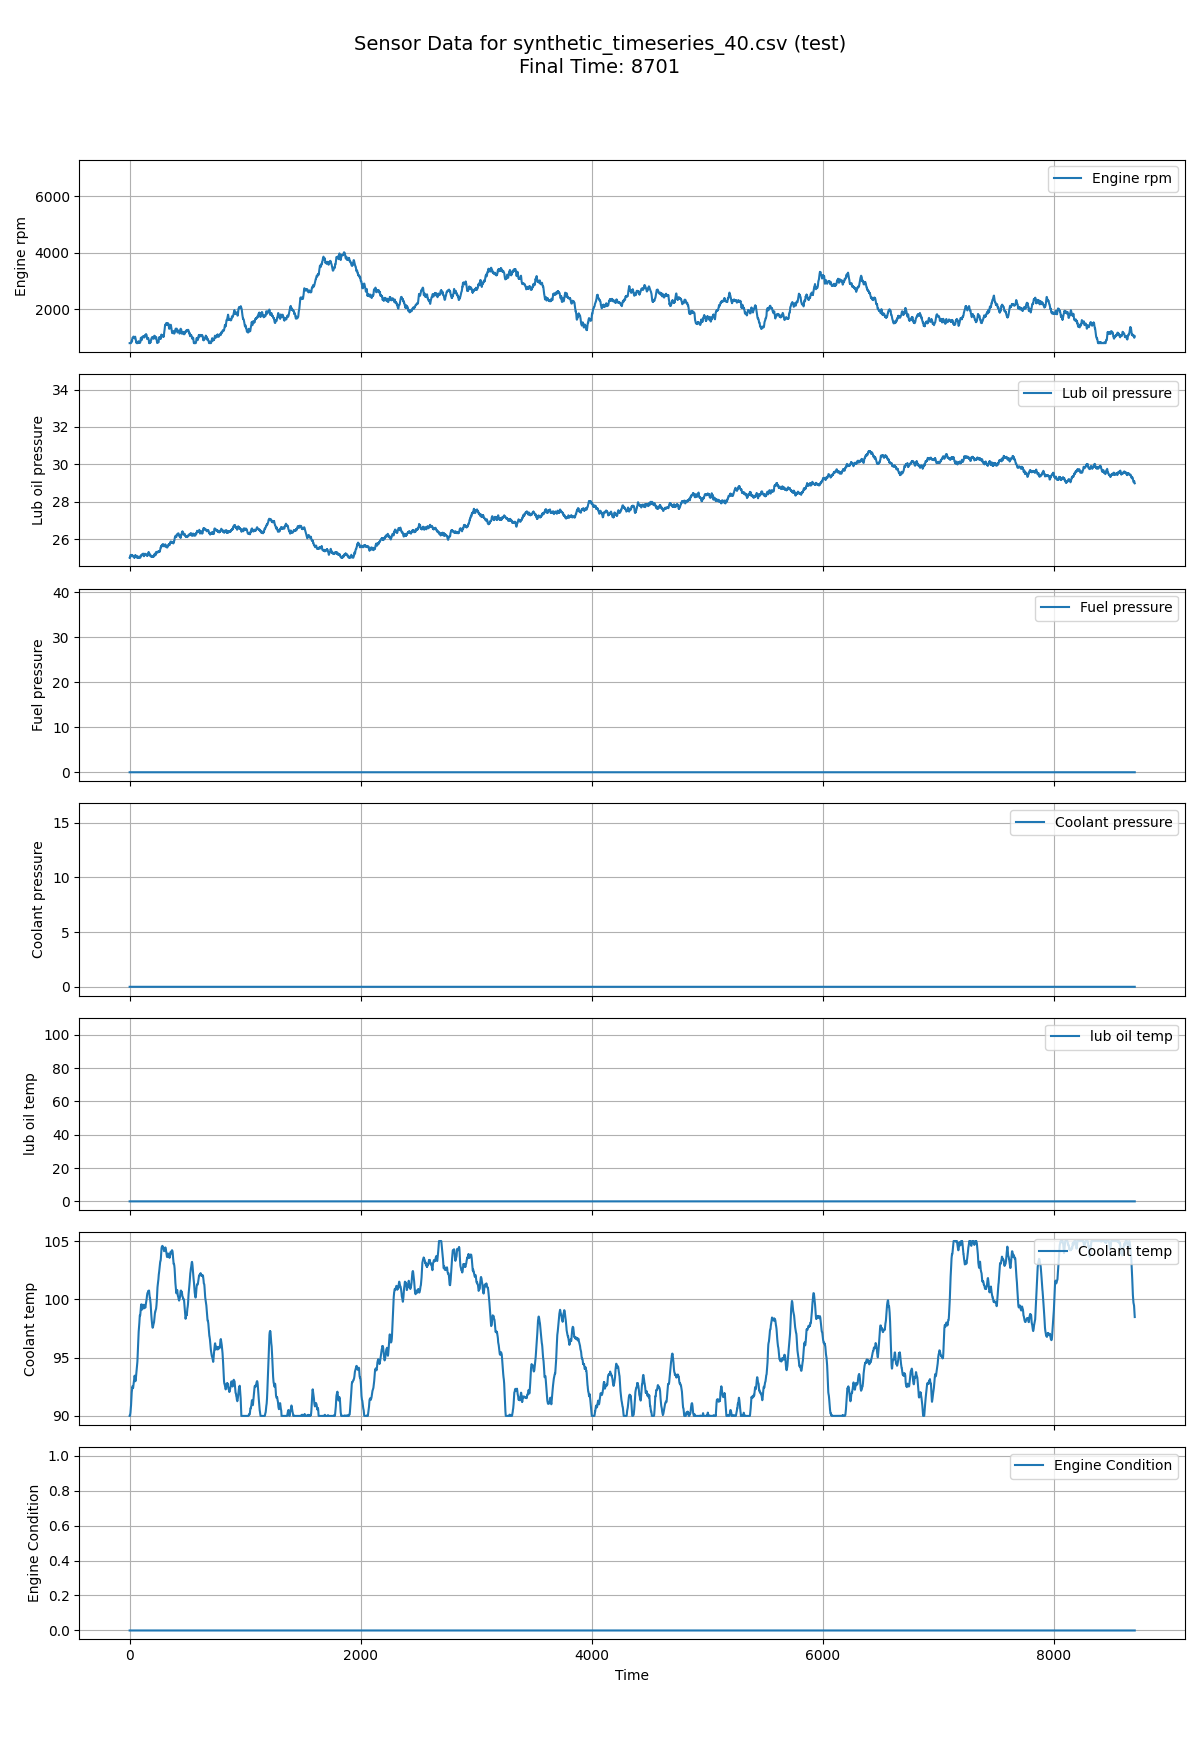 Sensor Data for synthetic_timeseries_40.csv (test)
Final Time: 8701
Engine rpm
6000
4000
2000
Engine rpm
Lub oil pressure
34
32
30
28
26
Lub oil pressure
Fuel pressure
40
30
20
10
0
Fuel pressure
Coolant pressure
15
10
5
0
Coolant pressure
lub oil temp
100
80
60
40
20
0
lub oil temp
Coolant temp
105
100
95
90
Coolant temp
Engine Condition
1.0
0.8
0.6
0.4
0.2
0.0
Engine Condition
0 2000 4000 6000 8000
Time